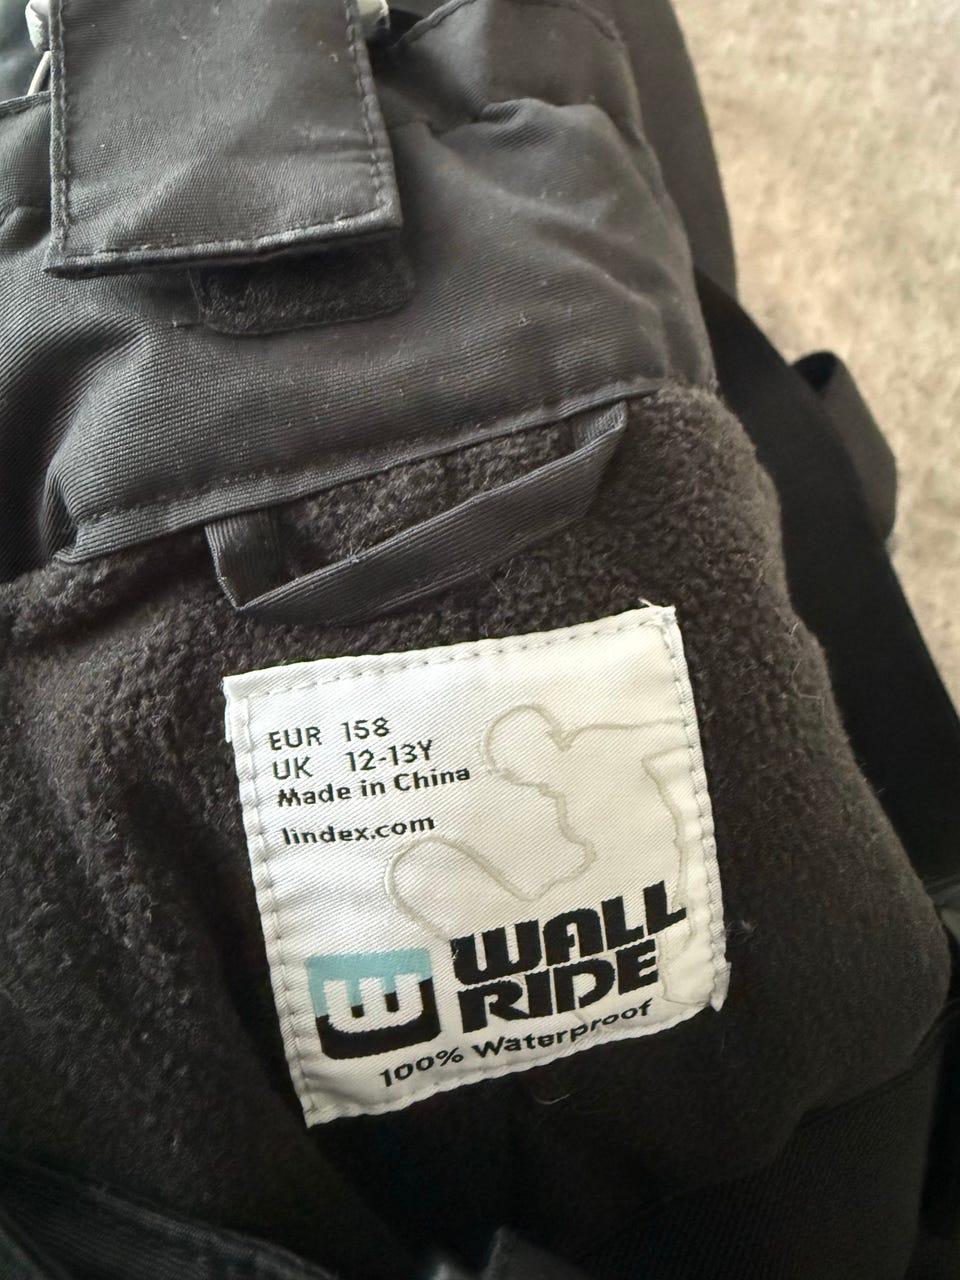 EUR 158
UK 12-13Y
Made in China
lindex.com
WALL
RIDE
100% Waterproof